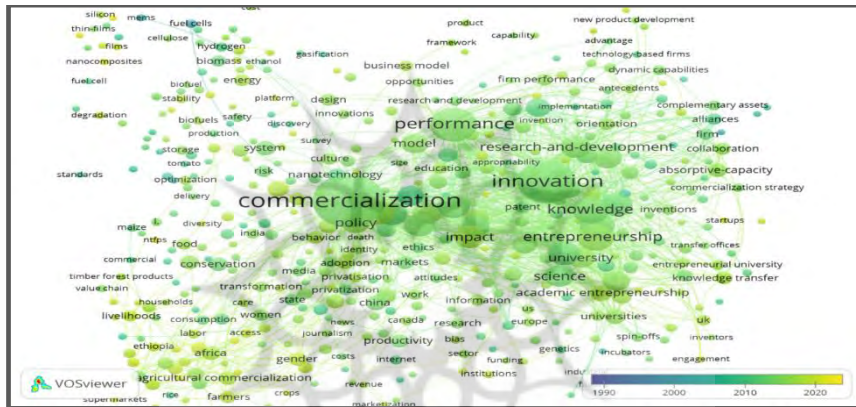 cost
silicon mems fuel cells product new product development
thin-films
cellulose capability advantage
films hydrogen framework
nanocomposites biomass ethanol gasification technology-based firms
business model dynamic capabilities
fuel cell biofuel energy opportunities firm performance antecedents
stability platform design research and development implementation complementary assets
degradation biofuels safety discovery innovations performance invention orientation alliances
production survey model firm
storage system research-and-development collaboration
tomato culture size education appropriability
standards optimization risk nanotechnology absorptive-capacity
delivery innovation commercialization strategy
commercialization patent knowledge inventions
maize diversity policy startups
ntfps india behavior death impact entrepreneurship transfer offices
commercial food identity ethics
conservation adoption markets university entrepreneurial university
timber forest products media privatisation attitudes science knowledge transfer
value chain transformation privatization
households care state china work information academic entrepreneurship
livelihoods consumption women us
labor access news canada research europe universities uk
ethiopia journalism productivity bias spin-offs inventors
africa gender costs internet sector funding genetics incubators engagement
institutions
VOSviewer agricultural commercialization revenue
supermarkets rice farmers crops marketization
1990 2000 2010 2020